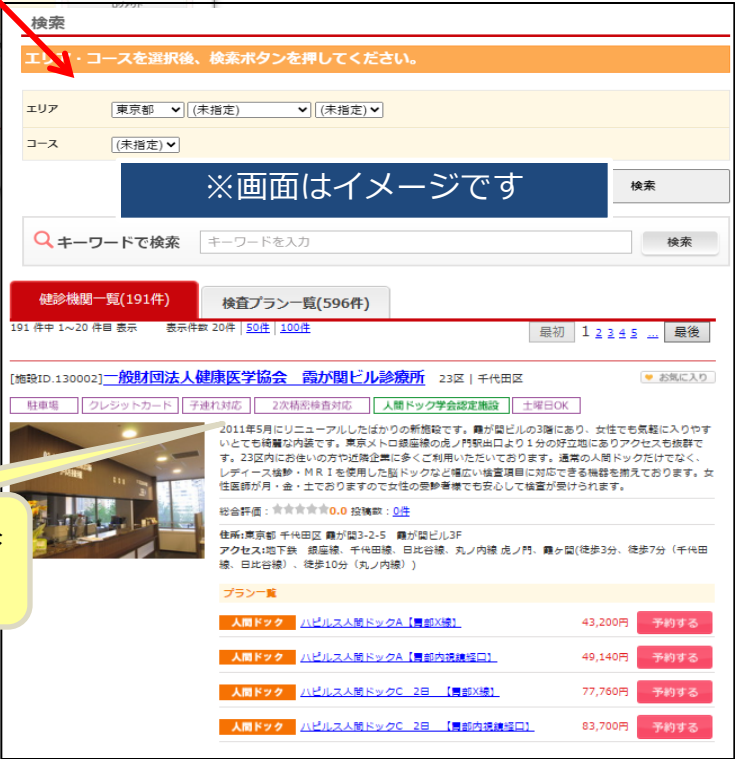 検索
エリア・コースを選択後、検索ボタンを押してください。
エリア 東京都 (未指定) (未指定)
コース (未指定)
※画面はイメージです
検索
キーワードで検索 キーワードを入力 検索
健診機関一覧(191件) 検査プラン一覧(596件)
191 件中 1～20 件目 表示 表示件数 20件 | 50件 | 100件 最初 1 2 3 4 5 ... 最後
[施設ID.130002]一般財団法人健康医学協会 霞が関ビル診療所 23区 | 千代田区 お気に入り
駐車場 クレジットカード 子連れ対応 2次精密検査対応 人間ドック学会認定施設 土曜日OK
2011年5月にリニューアルしたばかりの新施設です。霞が関ビルの3階にあり、女性でも気軽に入りやす
いとても綺麗な内装です。東京メトロ銀座線の虎ノ門駅出口より１分の好立地にありアクセスも抜群で
す。23区内にお住いの方や近隣企業に多くご利用いただいております。通常の人間ドックだけでなく、
レディース検診・ＭＲＩを使用した脳ドックなど幅広い検査項目に対応できる機器を揃えております。女
性医師が月・金・土でおりますので女性の受診者様でも安心して検査が受けられます。
総合評価：★★★★★0.0 投稿数：0件
住所:東京都 千代田区 霞が関3-2-5 霞が関ビル3F
アクセス:地下鉄 銀座線、千代田線、日比谷線、丸ノ内線 虎ノ門、霞ヶ関(徒歩3分、徒歩7分（千代田
線、日比谷線）、徒歩10分（丸ノ内線）)
プラン一覧
人間ドック ハピルス人間ドックA【胃部X線】 43,200円 予約する
人間ドック ハピルス人間ドックA【胃部内視鏡経口】 49,140円 予約する
人間ドック ハピルス人間ドックC 2日 【胃部X線】 77,760円 予約する
人間ドック ハピルス人間ドックC 2日 【胃部内視鏡経口】 83,700円 予約する